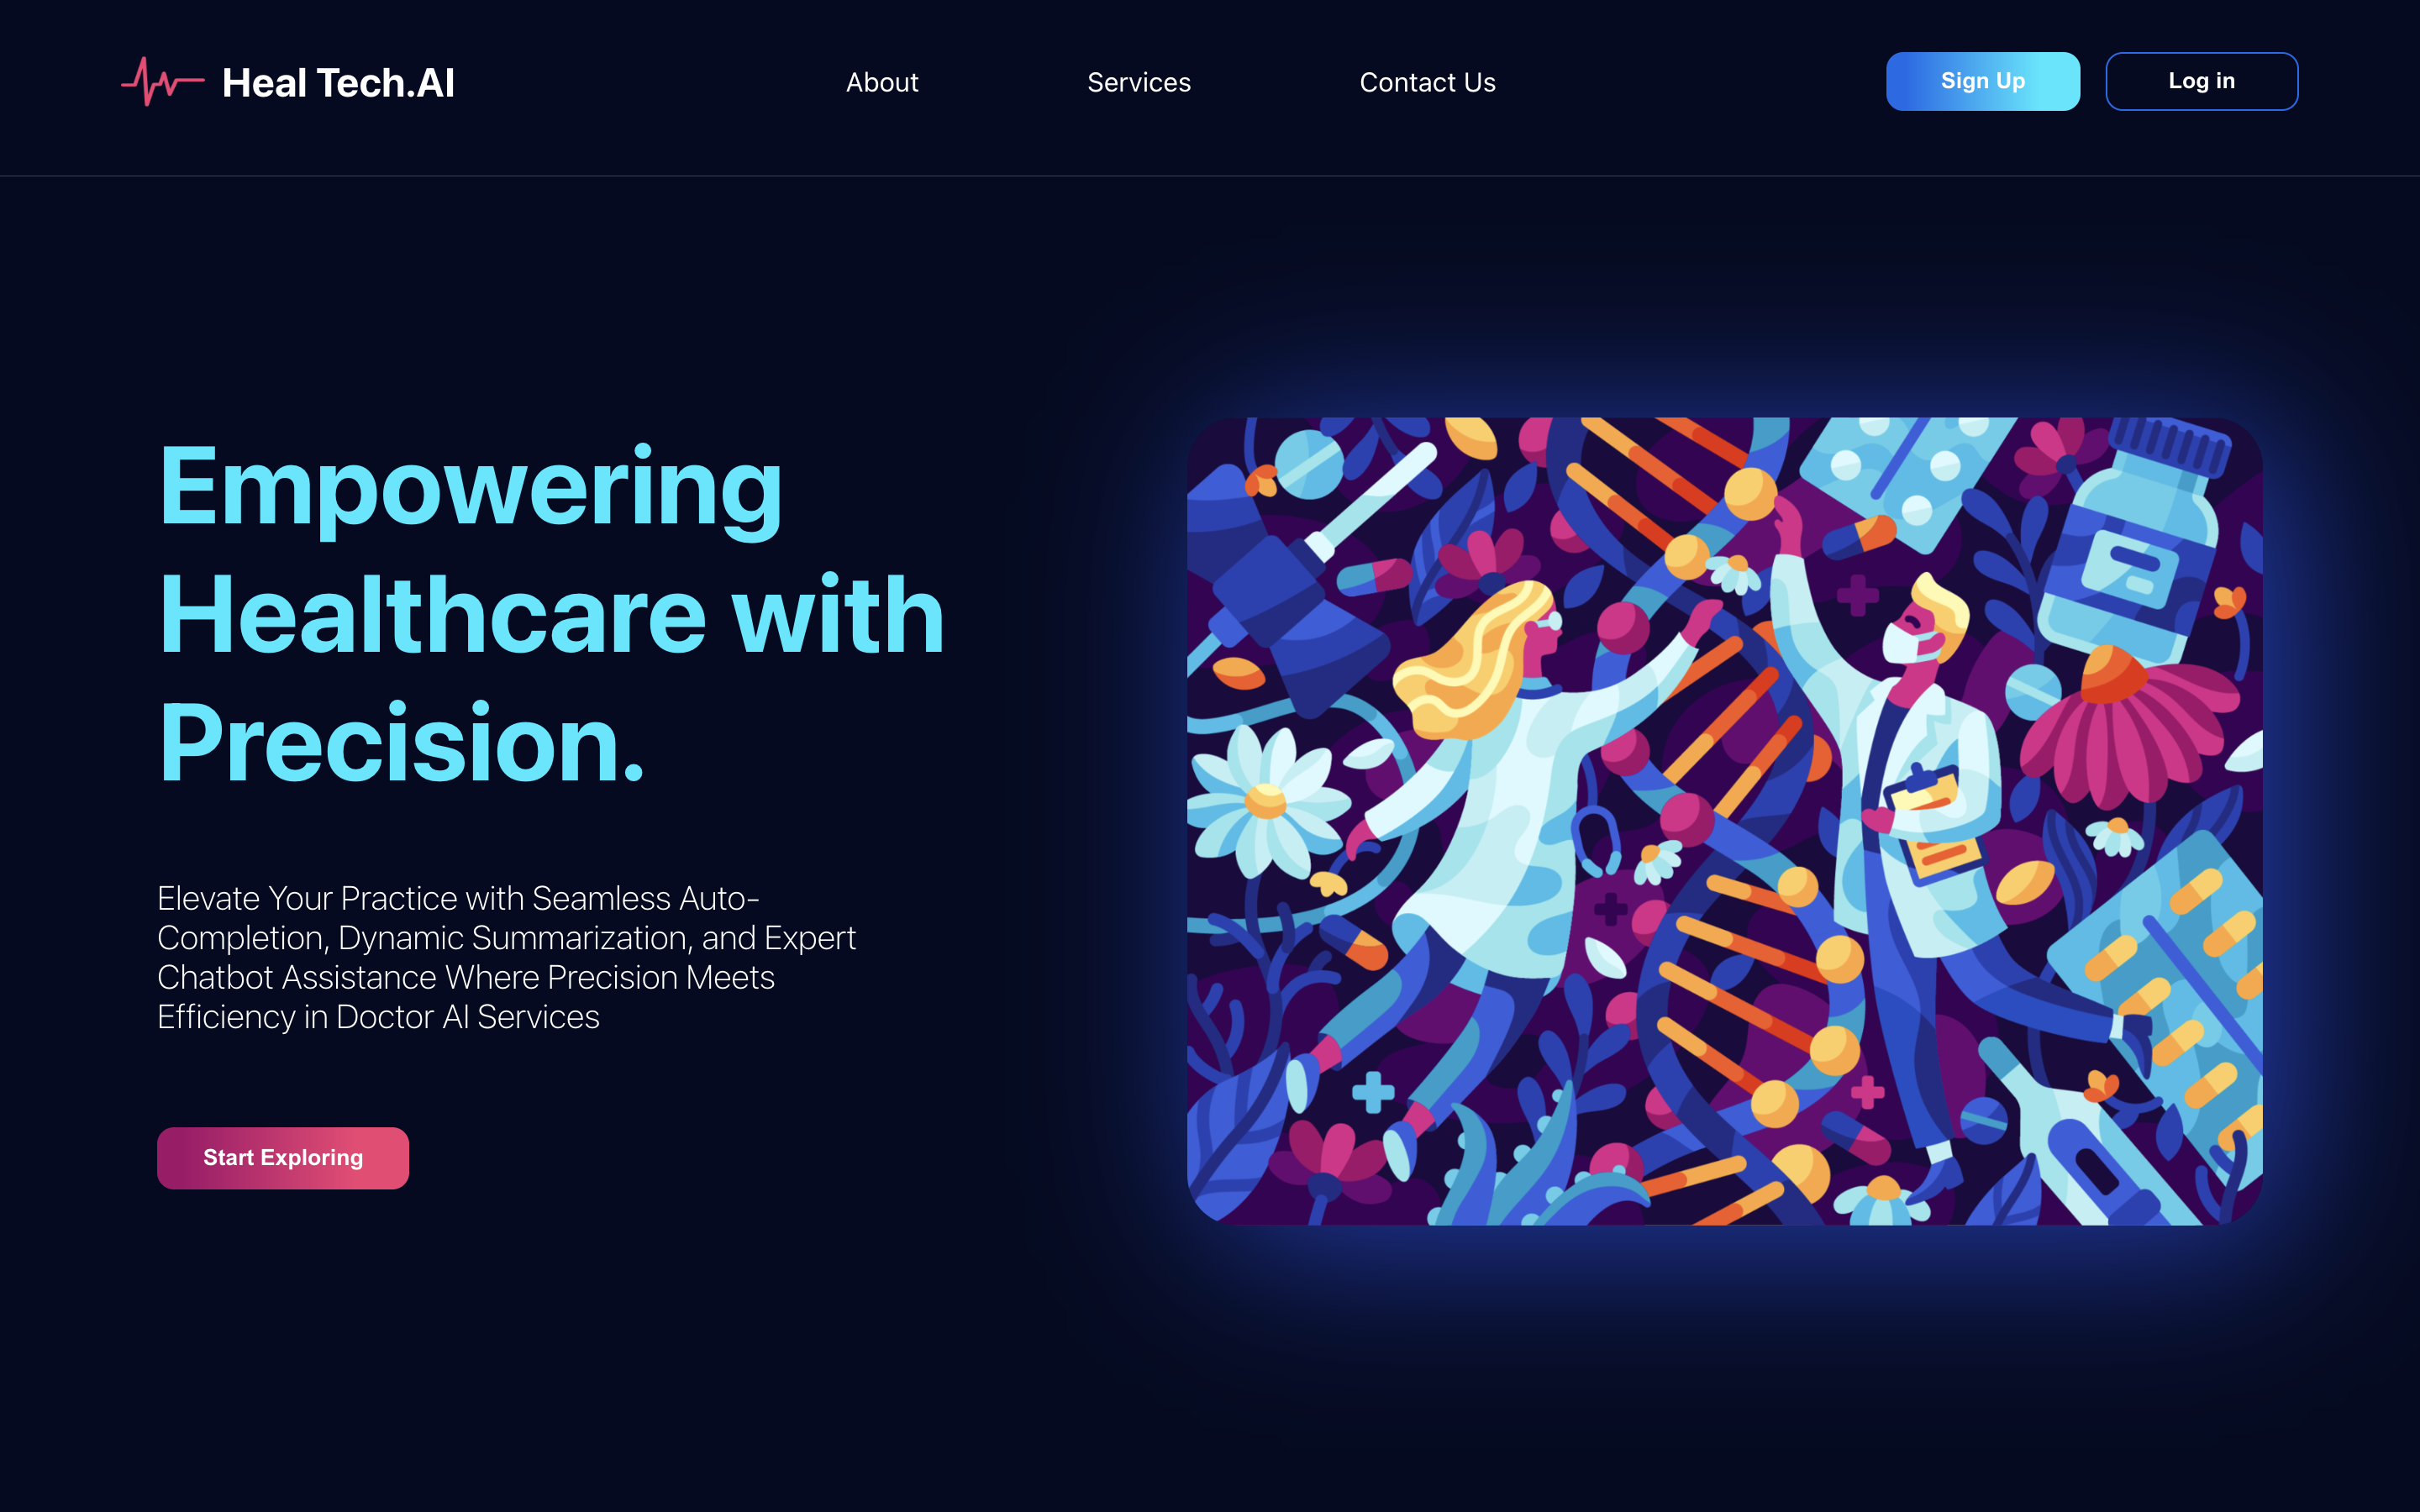 Heal Tech.AI
About
Services
Contact Us
Sign Up
Log in
Empowering
Healthcare with
Precision.
Elevate Your Practice with Seamless Auto-
Completion, Dynamic Summarization, and Expert
Chatbot Assistance Where Precision Meets
Efficiency in Doctor AI Services
Start Exploring